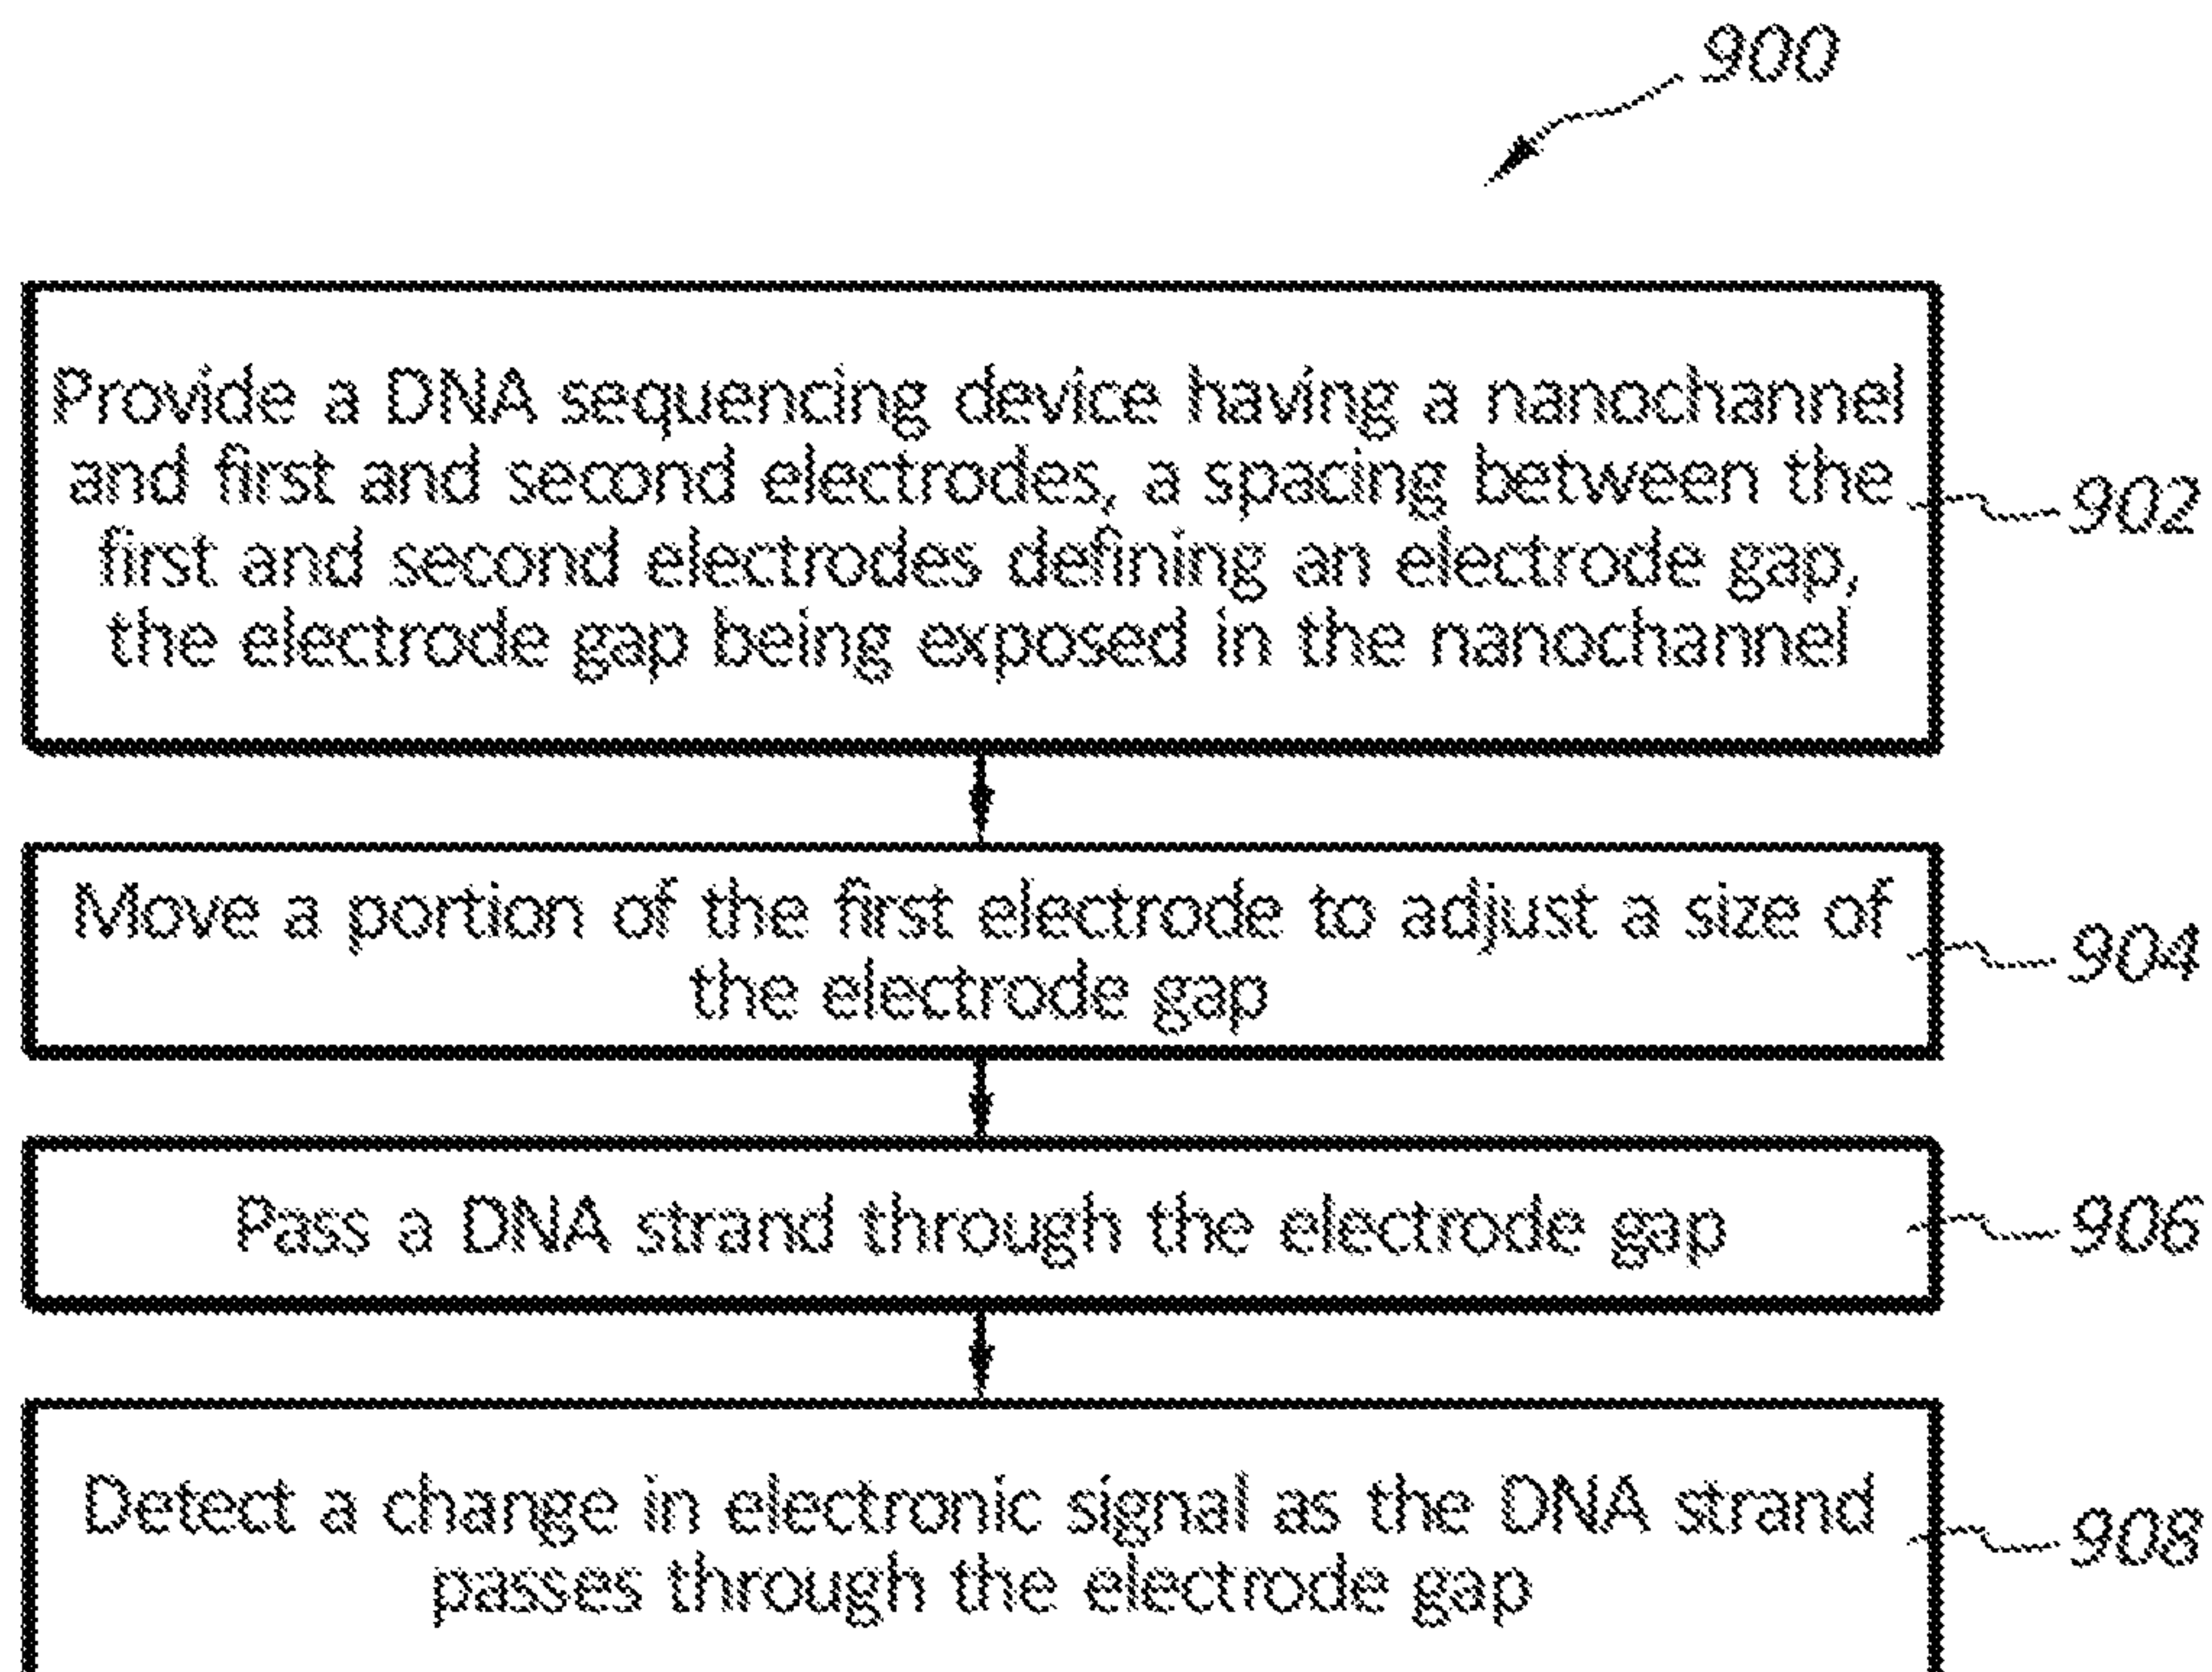 900
Provide a DNA sequencing device having a nanochannel
and first and second electrodes, a spacing between the
first and second electrodes defining an electrode gap,
the electrode gap being exposed in the nanochannel
902
Move a portion of the first electrode to adjust a size of
the electrode gap
904
Pass a DNA strand through the electrode gap
906
Detect a change in electronic signal as the DNA strand
passes through the electrode gap
908